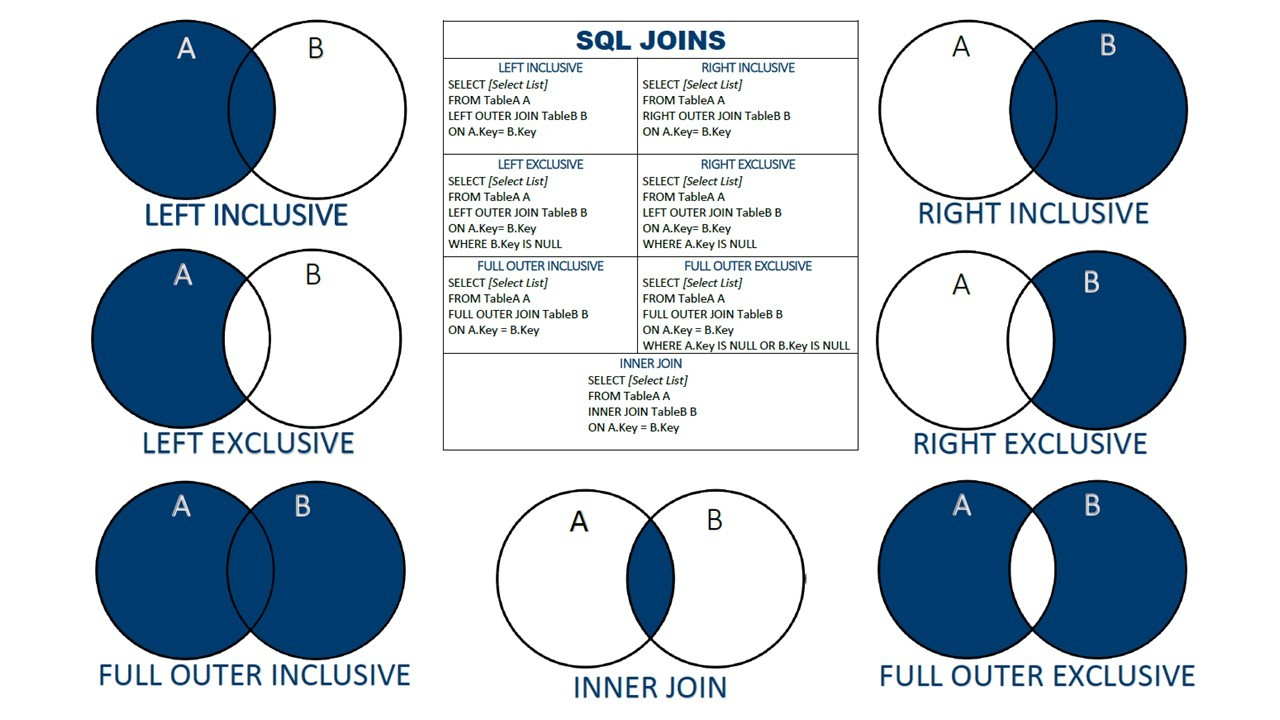 A
B
LEFT INCLUSIVE
A
B
LEFT EXCLUSIVE
A
B
FULL OUTER INCLUSIVE
SQL JOINS
LEFT INCLUSIVE
SELECT [Select List]
FROM TableA A
LEFT OUTER JOIN TableB B
ON A.Key= B.Key
RIGHT INCLUSIVE
SELECT [Select List]
FROM TableA A
RIGHT OUTER JOIN TableB B
ON A.Key= B.Key
LEFT EXCLUSIVE
SELECT [Select List]
FROM TableA A
LEFT OUTER JOIN TableB B
ON A.Key= B.Key
WHERE B.Key IS NULL
RIGHT EXCLUSIVE
SELECT [Select List]
FROM TableA A
LEFT OUTER JOIN TableB B
ON A.Key= B.Key
WHERE A.Key IS NULL
FULL OUTER INCLUSIVE
SELECT [Select List]
FROM TableA A
FULL OUTER JOIN TableB B
ON A.Key = B.Key
FULL OUTER EXCLUSIVE
SELECT [Select List]
FROM TableA A
FULL OUTER JOIN TableB B
ON A.Key = B.Key
WHERE A.Key IS NULL OR B.Key IS NULL
INNER JOIN
SELECT [Select List]
FROM TableA A
INNER JOIN TableB B
ON A.Key = B.Key
A
B
INNER JOIN
A
B
RIGHT INCLUSIVE
A
B
RIGHT EXCLUSIVE
A
B
FULL OUTER EXCLUSIVE